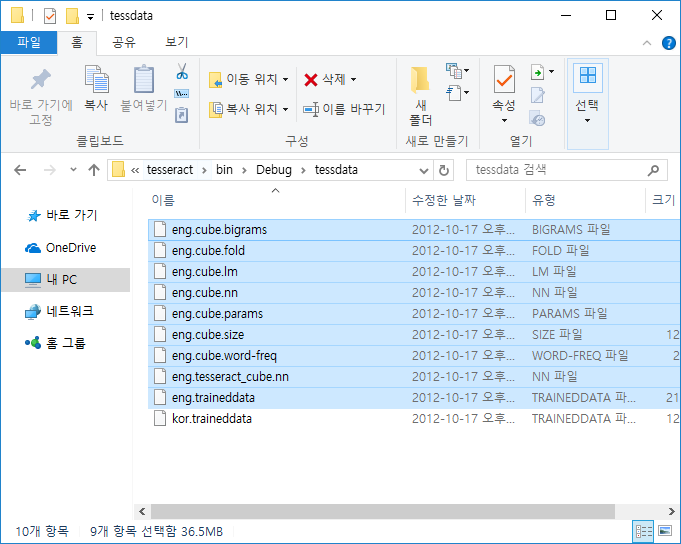 tessdata
파일 홈 공유 보기
바로 가기에 고정
복사
붙여넣기
클립보드
이동 위치
복사 위치
삭제
이름 바꾸기
구성
새 폴더
새로 만들기
속성
열기
선택
« tesseract bin Debug tessdata
tessdata 검색
이름 수정한 날짜 유형 크기
바로 가기
OneDrive
내 PC
네트워크
홈 그룹
eng.cube.bigrams 2012-10-17 오후... BIGRAMS 파일
eng.cube.fold 2012-10-17 오후... FOLD 파일
eng.cube.lm 2012-10-17 오후... LM 파일
eng.cube.nn 2012-10-17 오후... NN 파일
eng.cube.params 2012-10-17 오후... PARAMS 파일
eng.cube.size 2012-10-17 오후... SIZE 파일 12
eng.cube.word-freq 2012-10-17 오후... WORD-FREQ 파일 2
eng.tesseract_cube.nn 2012-10-17 오후... NN 파일
eng.traineddata 2012-10-17 오후... TRAINEDDATA 파... 21
kor.traineddata 2012-10-17 오후... TRAINEDDATA 파... 12
10개 항목 9개 항목 선택함 36.5MB